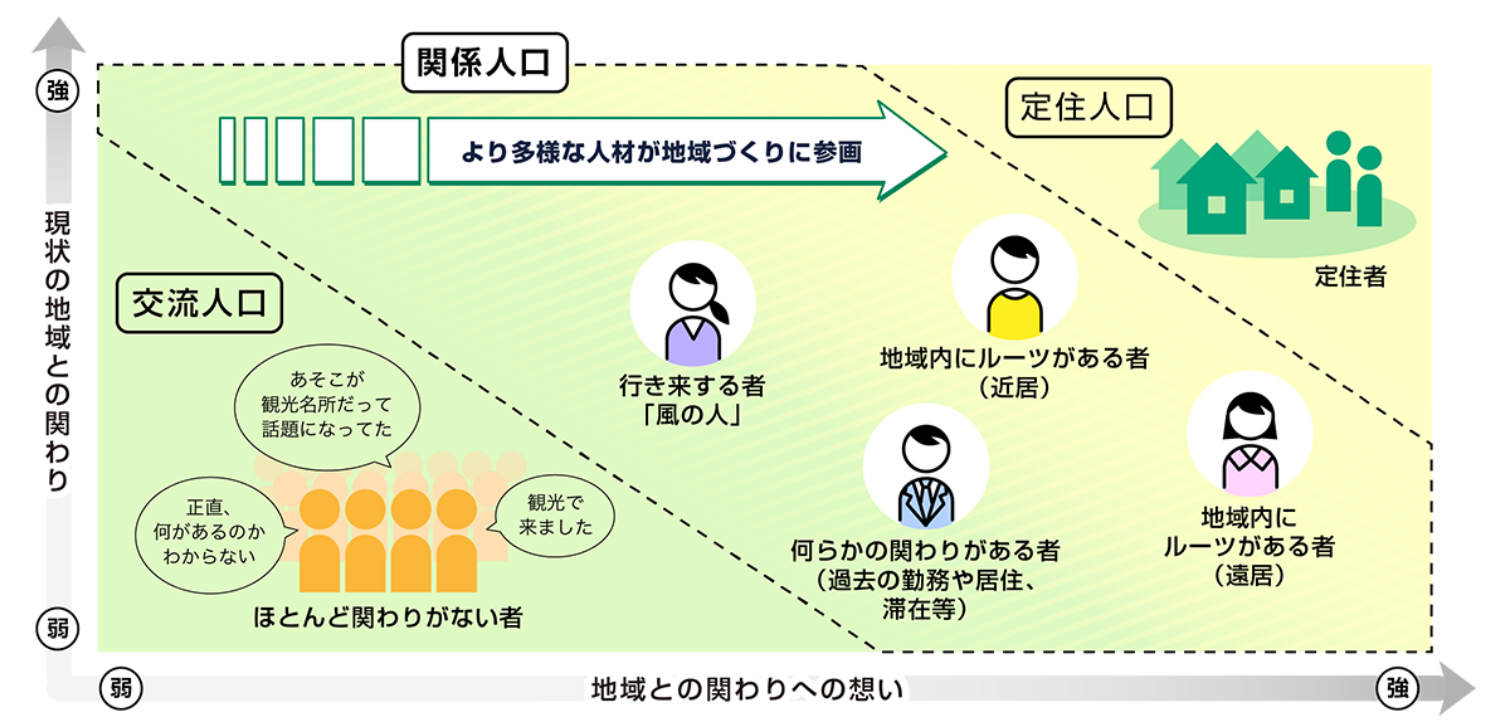 関係人口
強
定住人口
より多様な人材が地域づくりに参画
定住者
現状の地域との関わり
交流人口
行き来する者
「風の人」
地域内にルーツがある者
（近居）
あそこが
観光名所だって
話題になってた
正直、
何があるのか
わからない
観光で
来ました
ほとんど関わりがない者
何らかの関わりがある者
（過去の勤務や居住、
滞在等）
地域内に
ルーツがある者
（遠居）
弱
弱
地域との関わりへの想い
強